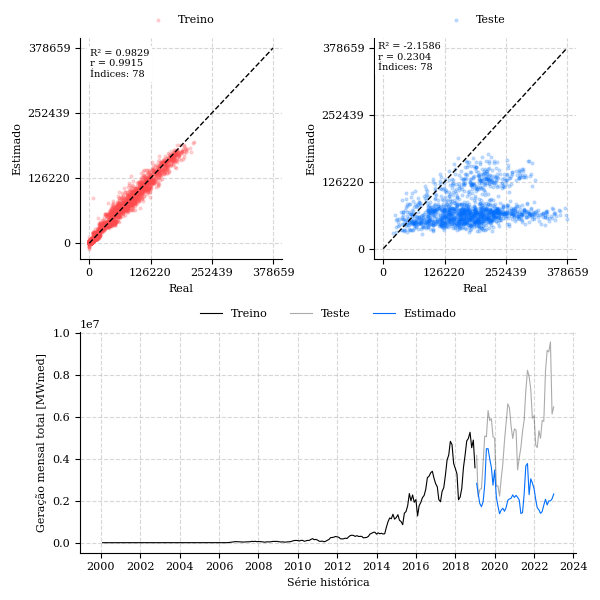 Treino
R² = 0.9829
r = 0.9915
Índices: 78
378659
252439
126220
0
Estimado
0 126220 252439 378659
Real
Teste
R² = -2.1586
r = 0.2304
Índices: 78
378659
252439
126220
0
Estimado
0 126220 252439 378659
Real
Treino Teste Estimado
1e7
1.0
0.8
0.6
0.4
0.2
0.0
Geração mensal total [MWmed]
2000 2002 2004 2006 2008 2010 2012 2014 2016 2018 2020 2022 2024
Série histórica